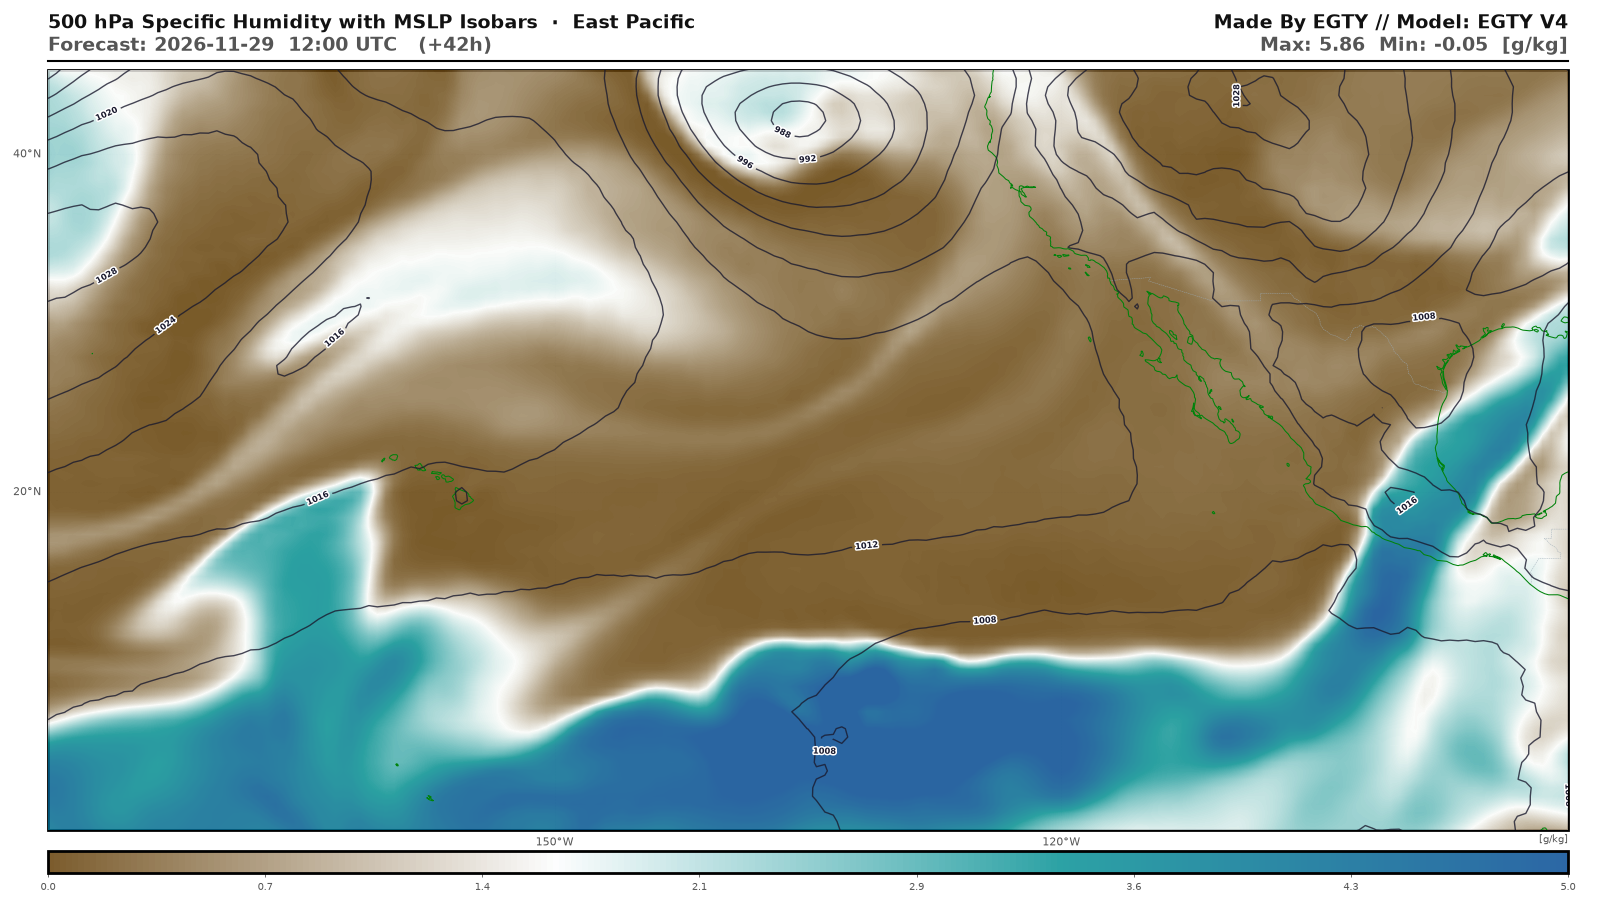 500 hPa Specific Humidity with MSLP Isobars · East Pacific
Made By EGTY // Model: EGTY V4
Forecast: 2026-11-29 12:00 UTC (+42h)
Max: 5.86 Min: -0.05 [g/kg]
1028
1020
988
992
996
40°N
1028
1024
1008
1016
20°N
1016
1016
1012
1008
1008
150°W
120°W
[g/kg]
0.0
0.7
1.4
2.1
2.9
3.6
4.3
5.0